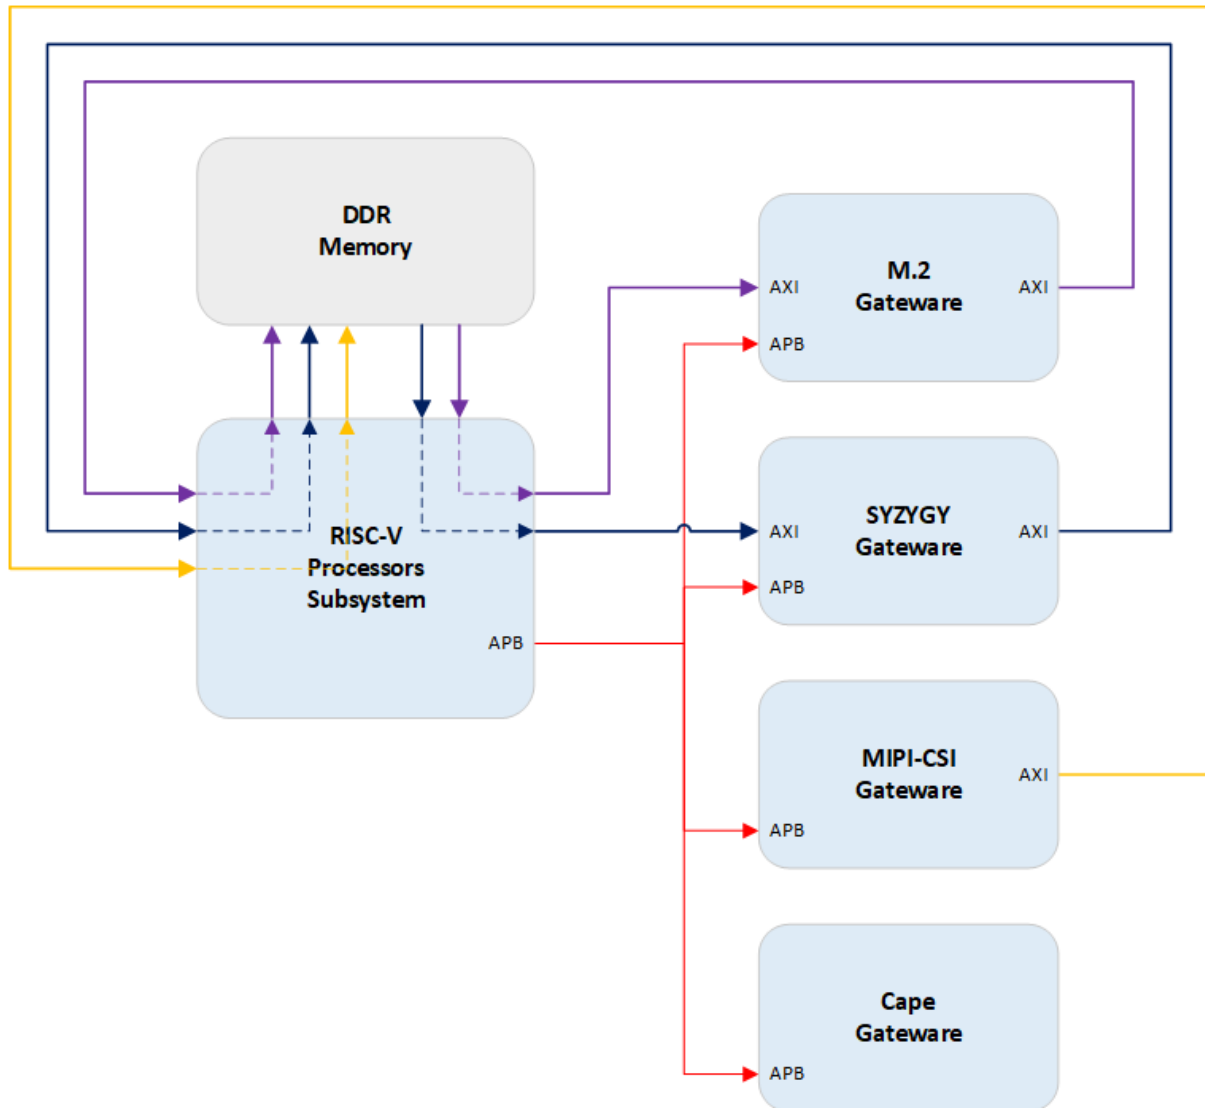 DDR
Memory
M.2
Gateware
AXI
AXI
APB
SYZYGY
Gateware
AXI
AXI
APB
RISC-V
Processors
Subsystem
APB
MIPI-CSI
Gateware
AXI
APB
Cape
Gateware
APB